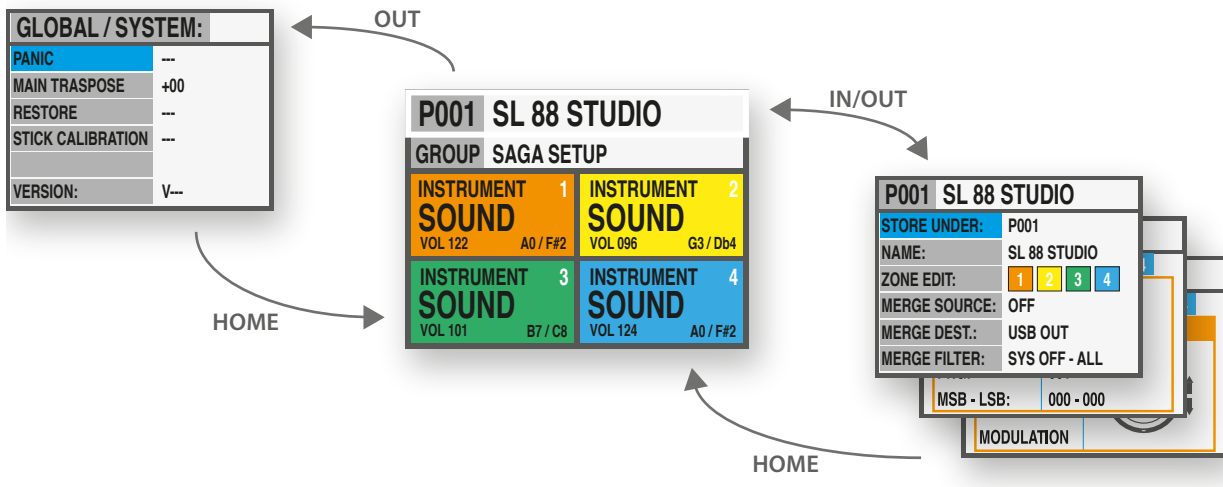 GLOBAL / SYSTEM:
PANIC ---
MAIN TRASPOSE +00
RESTORE ---
STICK CALIBRATION ---
VERSION: V---
OUT
HOME
P001 SL 88 STUDIO
GROUP SAGA SETUP
INSTRUMENT 1
SOUND
VOL 122 A0 / F#2
INSTRUMENT 2
SOUND
VOL 096 G3 / Db4
INSTRUMENT 3
SOUND
VOL 101 B7 / C8
INSTRUMENT 4
SOUND
VOL 124 A0 / F#2
IN/OUT
P001 SL 88 STUDIO
STORE UNDER: P001
NAME: SL 88 STUDIO
ZONE EDIT: 1 2 3 4
MERGE SOURCE: OFF
MERGE DEST.: USB OUT
MERGE FILTER: SYS OFF - ALL
MSB - LSB: 000 - 000
MODULATION
HOME